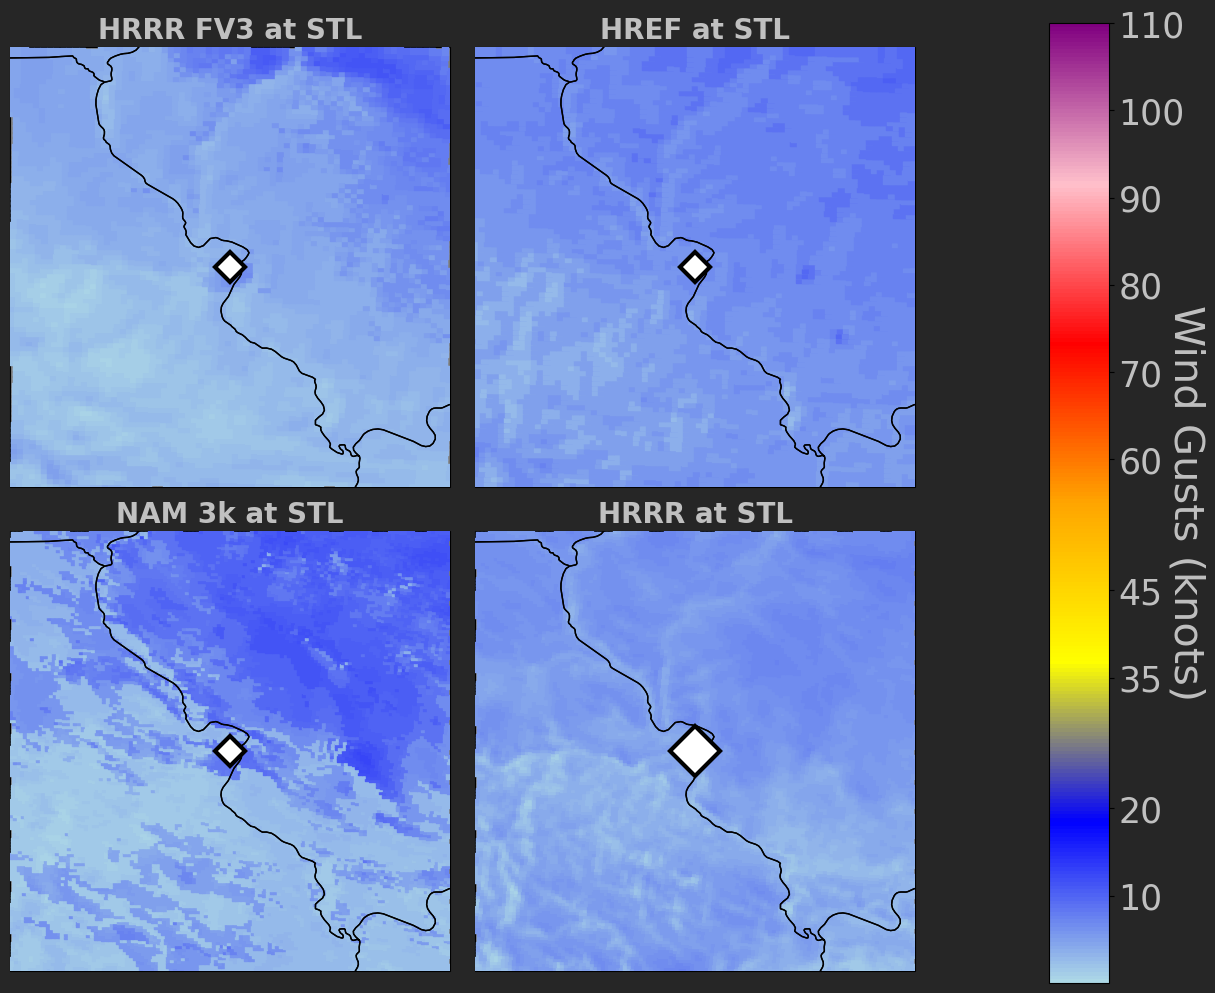 HRRR FV3 at STL
HREF at STL
NAM 3k at STL
HRRR at STL
110
100
90
80
70
60
45
35
20
10
Wind Gusts (knots)